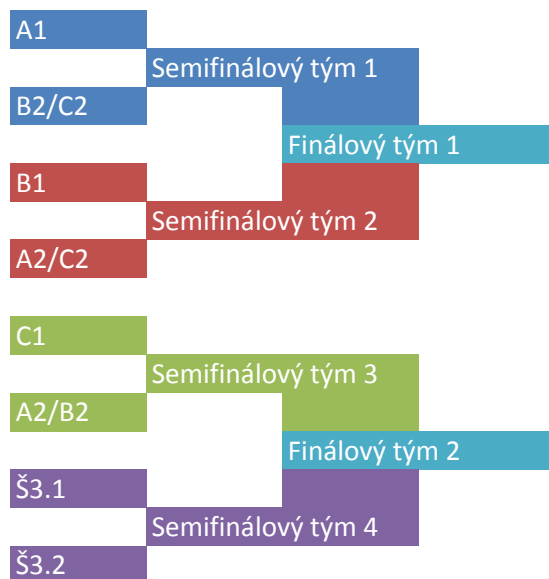 A1
Semifinálový tým 1
B2/C2
Finálový tým 1
B1
Semifinálový tým 2
A2/C2
C1
Semifinálový tým 3
A2/B2
Finálový tým 2
Š3.1
Semifinálový tým 4
Š3.2